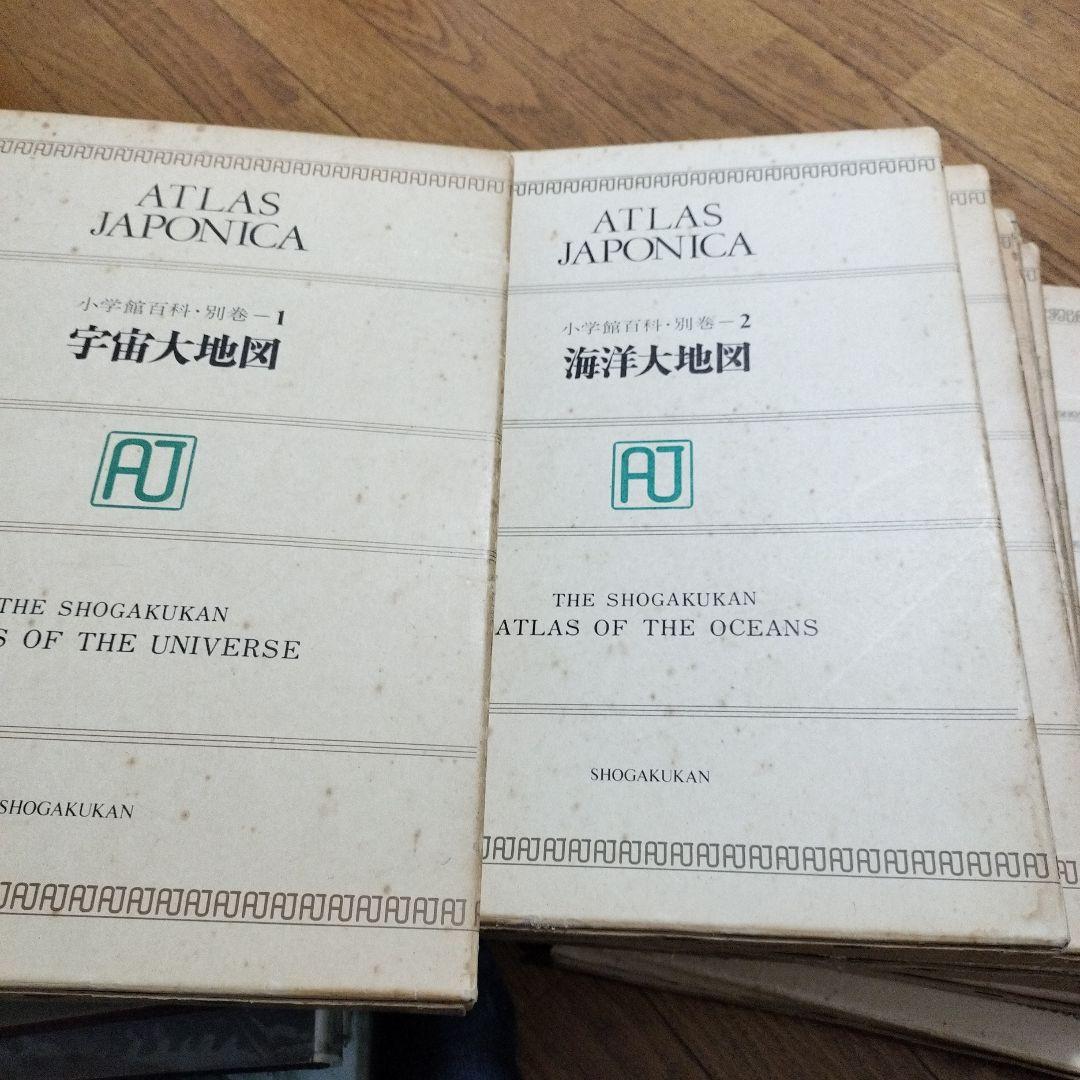 ATLAS
JAPONICA
小学館百科・別巻－1
宇宙大地図
AJ
THE SHOGAKUKAN
S OF THE UNIVERSE
SHOGAKUKAN
ATLAS
JAPONICA
小学館百科・別巻－2
海洋大地図
AJ
THE SHOGAKUKAN
ATLAS OF THE OCEANS
SHOGAKUKAN